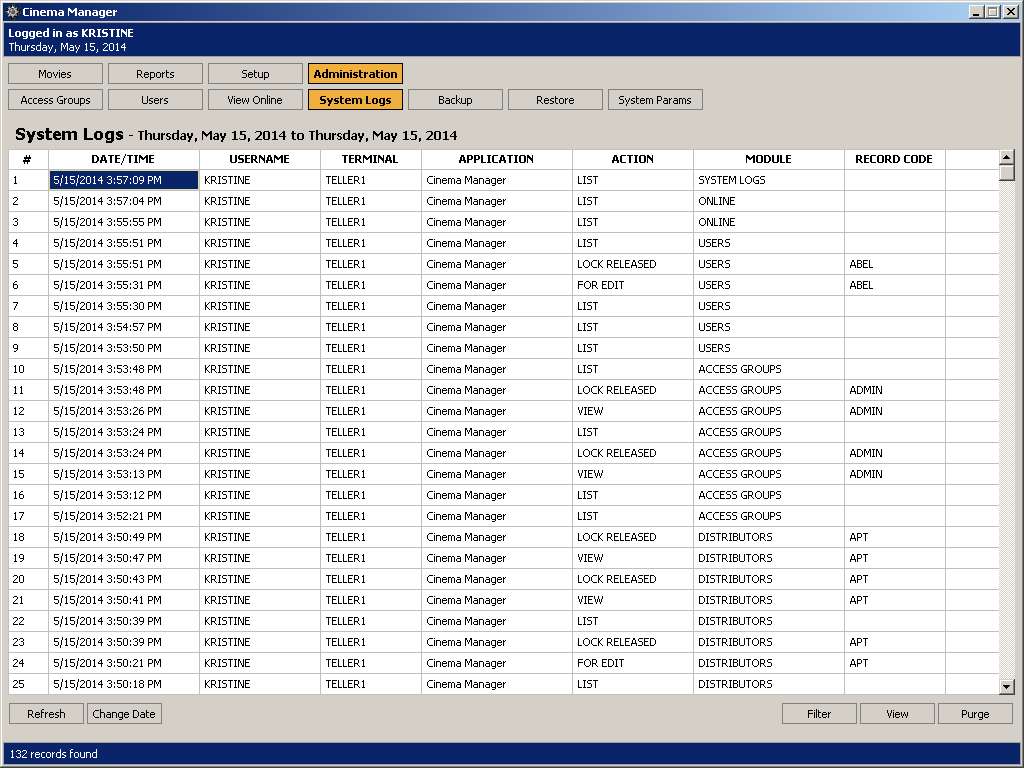 Cinema Manager
Logged in as KRISTINE
Thursday, May 15, 2014
Movies Reports Setup Administration
Access Groups Users View Online System Logs Backup Restore System Params
System Logs - Thursday, May 15, 2014 to Thursday, May 15, 2014
# DATE/TIME USERNAME TERMINAL APPLICATION ACTION MODULE RECORD CODE
1 5/15/2014 3:57:09 PM KRISTINE TELLER1 Cinema Manager LIST SYSTEM LOGS
2 5/15/2014 3:57:04 PM KRISTINE TELLER1 Cinema Manager LIST ONLINE
3 5/15/2014 3:55:55 PM KRISTINE TELLER1 Cinema Manager LIST ONLINE
4 5/15/2014 3:55:51 PM KRISTINE TELLER1 Cinema Manager LIST USERS
5 5/15/2014 3:55:51 PM KRISTINE TELLER1 Cinema Manager LOCK RELEASED USERS ABEL
6 5/15/2014 3:55:31 PM KRISTINE TELLER1 Cinema Manager FOR EDIT USERS ABEL
7 5/15/2014 3:55:30 PM KRISTINE TELLER1 Cinema Manager LIST USERS
8 5/15/2014 3:54:57 PM KRISTINE TELLER1 Cinema Manager LIST USERS
9 5/15/2014 3:53:50 PM KRISTINE TELLER1 Cinema Manager LIST USERS
10 5/15/2014 3:53:48 PM KRISTINE TELLER1 Cinema Manager LIST ACCESS GROUPS
11 5/15/2014 3:53:48 PM KRISTINE TELLER1 Cinema Manager LOCK RELEASED ACCESS GROUPS ADMIN
12 5/15/2014 3:53:26 PM KRISTINE TELLER1 Cinema Manager VIEW ACCESS GROUPS ADMIN
13 5/15/2014 3:53:24 PM KRISTINE TELLER1 Cinema Manager LIST ACCESS GROUPS
14 5/15/2014 3:53:24 PM KRISTINE TELLER1 Cinema Manager LOCK RELEASED ACCESS GROUPS ADMIN
15 5/15/2014 3:53:13 PM KRISTINE TELLER1 Cinema Manager VIEW ACCESS GROUPS ADMIN
16 5/15/2014 3:53:12 PM KRISTINE TELLER1 Cinema Manager LIST ACCESS GROUPS
17 5/15/2014 3:52:21 PM KRISTINE TELLER1 Cinema Manager LIST ACCESS GROUPS
18 5/15/2014 3:50:49 PM KRISTINE TELLER1 Cinema Manager LOCK RELEASED DISTRIBUTORS APT
19 5/15/2014 3:50:47 PM KRISTINE TELLER1 Cinema Manager VIEW DISTRIBUTORS APT
20 5/15/2014 3:50:43 PM KRISTINE TELLER1 Cinema Manager LOCK RELEASED DISTRIBUTORS APT
21 5/15/2014 3:50:41 PM KRISTINE TELLER1 Cinema Manager VIEW DISTRIBUTORS APT
22 5/15/2014 3:50:39 PM KRISTINE TELLER1 Cinema Manager LIST DISTRIBUTORS
23 5/15/2014 3:50:39 PM KRISTINE TELLER1 Cinema Manager LOCK RELEASED DISTRIBUTORS APT
24 5/15/2014 3:50:21 PM KRISTINE TELLER1 Cinema Manager FOR EDIT DISTRIBUTORS APT
25 5/15/2014 3:50:18 PM KRISTINE TELLER1 Cinema Manager LIST DISTRIBUTORS
Refresh Change Date Filter View Purge
132 records found